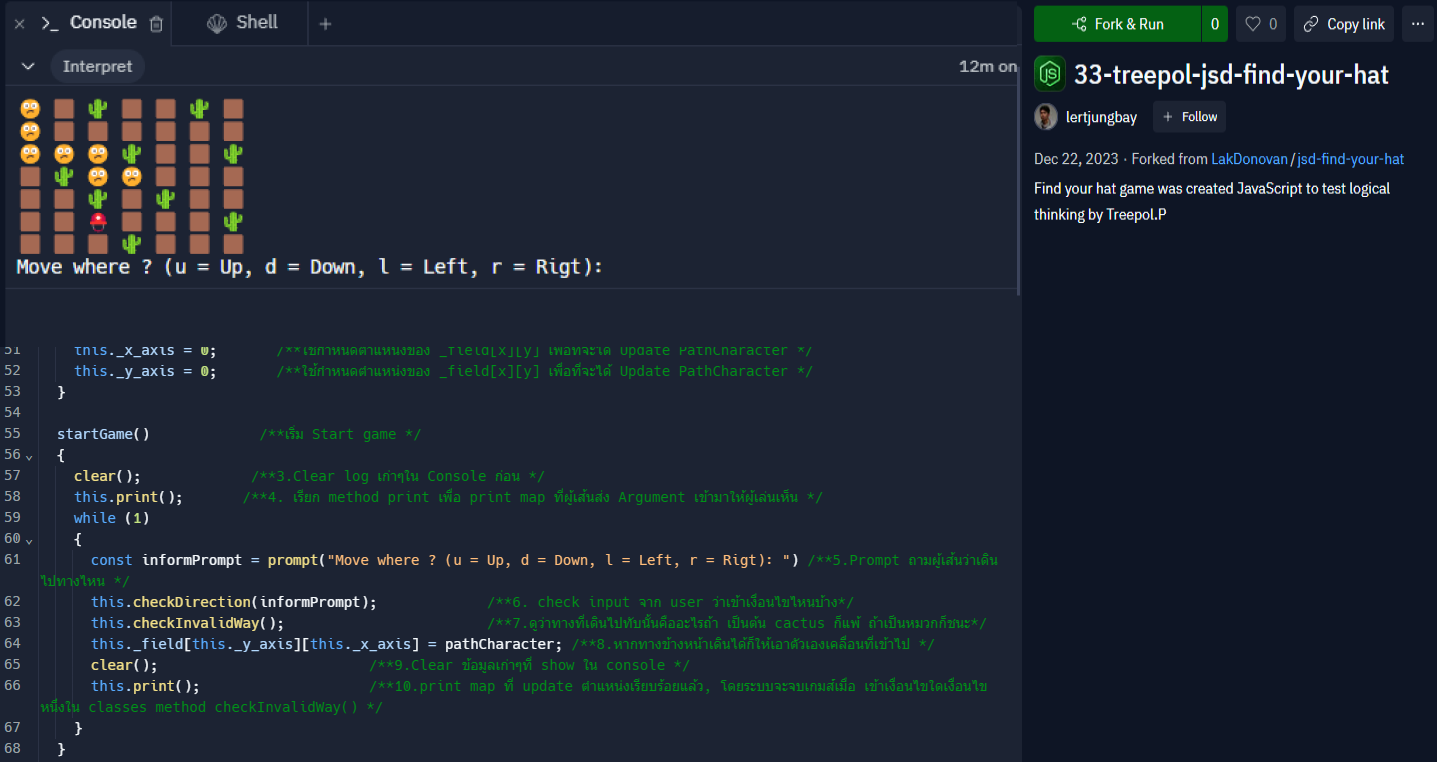 Console
Shell
Interpret
12m on
Move where ? (u = Up, d = Down, l = Left, r = Rigt):
51 this._x_axis = 0; /**ใช้กำหนดตำแหน่งของ _field[x][y] เพื่อที่จะได้ Update PathCharacter */
52 this._y_axis = 0; /**ใช้กำหนดตำแหน่งของ _field[x][y] เพื่อที่จะได้ Update PathCharacter */
53 }
54
55 startGame() /**เริ่ม Start game */
56 {
57 clear(); /**3.Clear log เก่าๆใน Console ก่อน */
58 this.print(); /**4. เรียก method print เพื่อ print map ที่ผู้เส้นส่ง Argument เข้ามาให้ผู้เล่นเห็น */
59 while (1)
60 {
61 const informPrompt = prompt("Move where ? (u = Up, d = Down, l = Left, r = Rigt): ") /**5.Prompt ถามผู้เส้นว่าเดิน
ไปทางไหน */
62 this.checkDirection(informPrompt); /**6. check input จาก user ว่าเข้าเงื่อนไขไหนบ้าง*/
63 this.checkInvalidWay(); /**7.ดูว่าทางที่เดินไปทับนั้นคืออะไรถ้า เป็นต้น cactus ก็แพ้ ถ้าเป็นหมวกก็ชนะ*/
64 this._field[this._y_axis][this._x_axis] = pathCharacter; /**8.หากทางข้างหน้าเดินได้ก็ให้เอาตัวเองเคลื่อนที่เข้าไป */
65 clear(); /**9.Clear ข้อมูลเก่าๆที่ show ใน console */
66 this.print(); /**10.print map ที่ update ตำแหน่งเรียบร้อยแล้ว, โดยระบบจะจบเกมส์เมื่อ เข้าเงื่อนไขใดเงื่อนไข
หนึ่งใน classes method checkInvalidWay() */
67 }
68 }
Fork & Run 0
0
Copy link
33-treepol-jsd-find-your-hat
lertjungbay
+ Follow
Dec 22, 2023 · Forked from LakDonovan/jsd-find-your-hat
Find your hat game was created JavaScript to test logical
thinking by Treepol.P